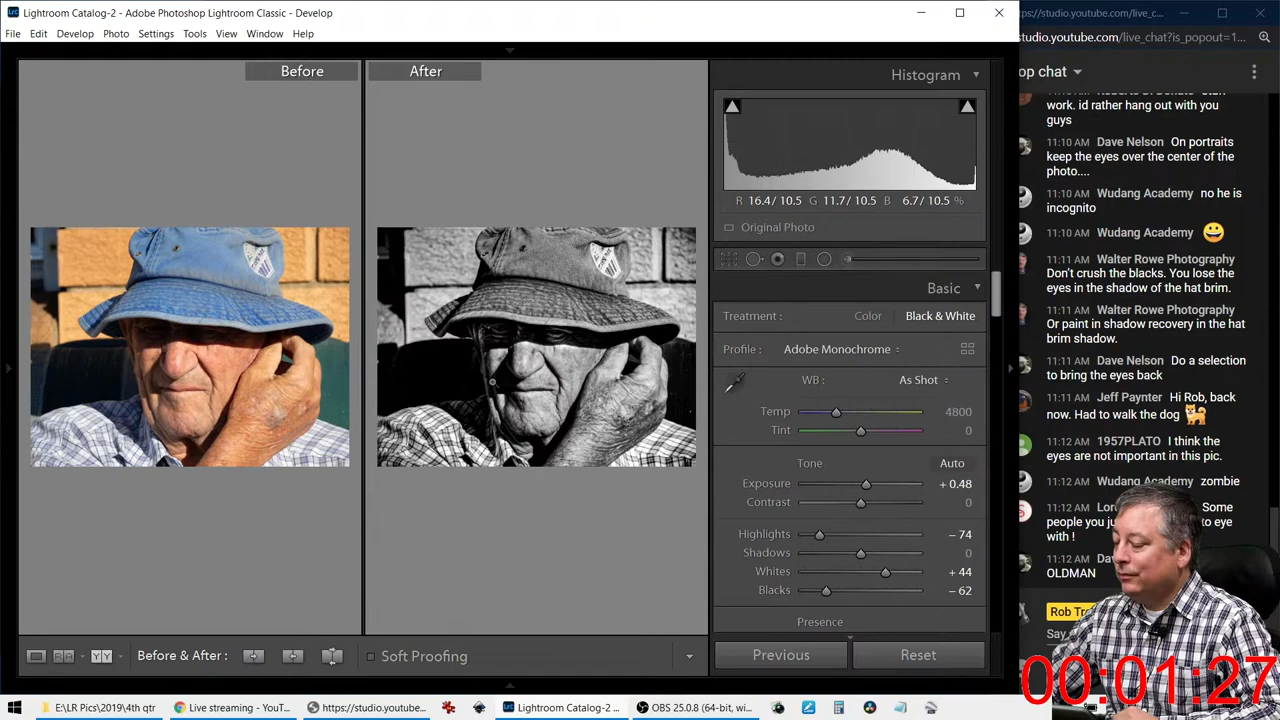 Lightroom Catalog-2 - Adobe Photoshop Lightroom Classic - Develop
File Edit Develop Photo Settings Tools View Window Help
Before
After
Histogram
R 16.4 / 10.5 G 11.7 / 10.5 B 6.7 / 10.5 %
Original Photo
Basic
Treatment : Color Black & White
Profile : Adobe Monochrome
WB : As Shot
Temp 4800
Tint 0
Tone Auto
Exposure + 0.48
Contrast 0
Highlights – 74
Shadows 0
Whites + 44
Blacks – 62
Presence
Previous Reset
Before & After :
Soft Proofing
ttps://studio.youtube.com/live_c...
studio.youtube.com/live_chat?is_popout=1...
op chat
work. id rather hang out with you
guys
11:10 AM Dave Nelson On portraits
keep the eyes over the center of the
photo....
11:10 AM Wudang Academy no he is
incognito
11:10 AM Wudang Academy
11:11 AM Walter Rowe Photography
Don't crush the blacks. You lose the
eyes in the shadow of the hat brim.
11:11 AM Walter Rowe Photography
Or paint in shadow recovery in the hat
brim shadow.
11:11 AM Dave Nelson Do a selection
to bring the eyes back
11:11 AM Jeff Paynter Hi Rob, back
now. Had to walk the dog
11:12 AM 1957PLATO I think the
eyes are not important in this pic.
11:12 AM Wudang Academy zombie
11:12 AM Lor Some
people you ju to eye
with !
11:12 AM Dav
OLDMAN
Rob Tr
Say
00:01:27
E:\LR Pics\2019\4th qtr
Live streaming - YouT...
https://studio.youtube...
Lightroom Catalog-2 ...
OBS 25.0.8 (64-bit, wi...